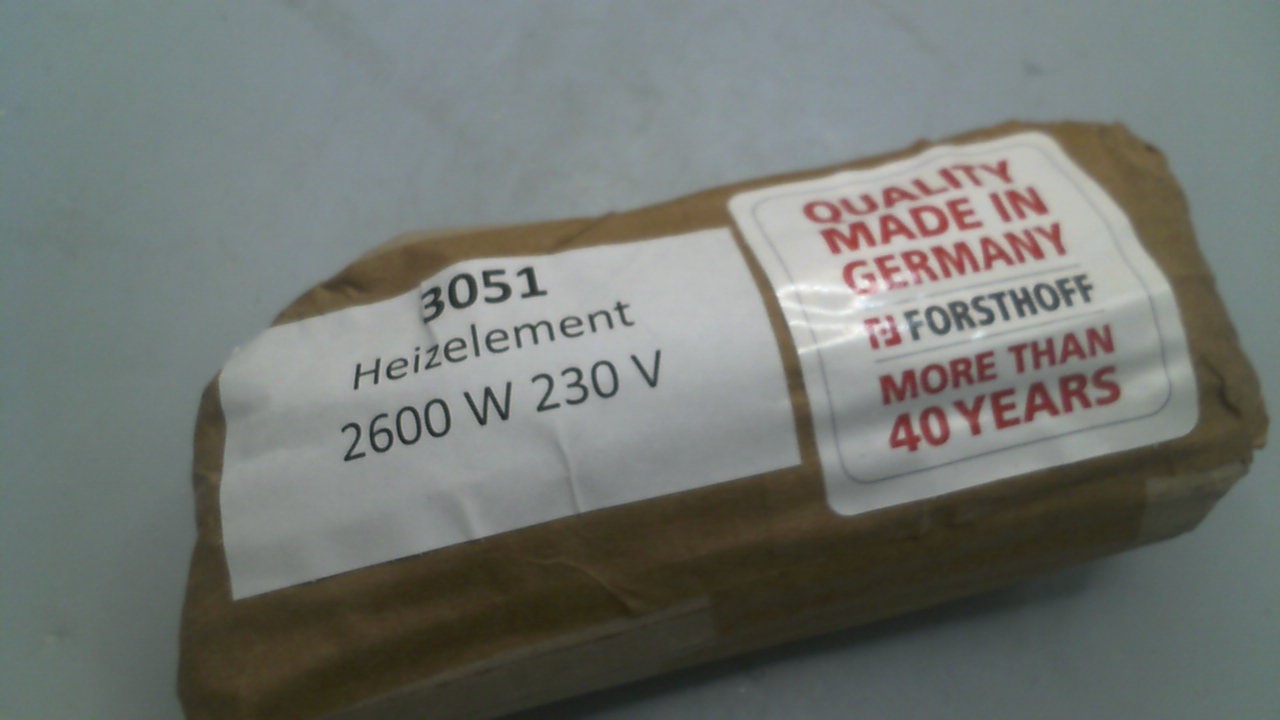 3051
Heizelement
2600 W 230 V
QUALITY
MADE IN
GERMANY
FORSTHOFF
MORE THAN
40 YEARS